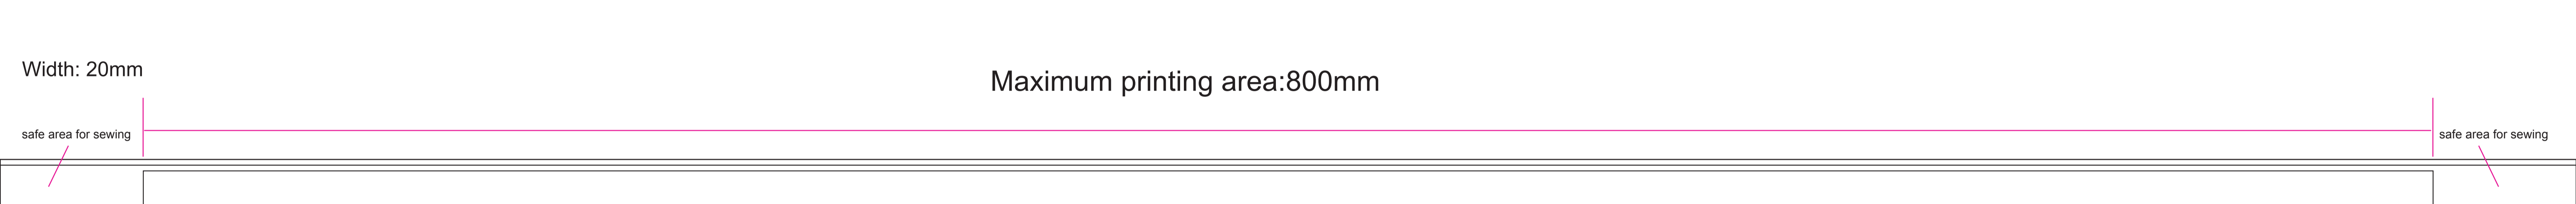 Width: 20mm
Maximum printing area:800mm
safe area for sewing
safe area for sewing